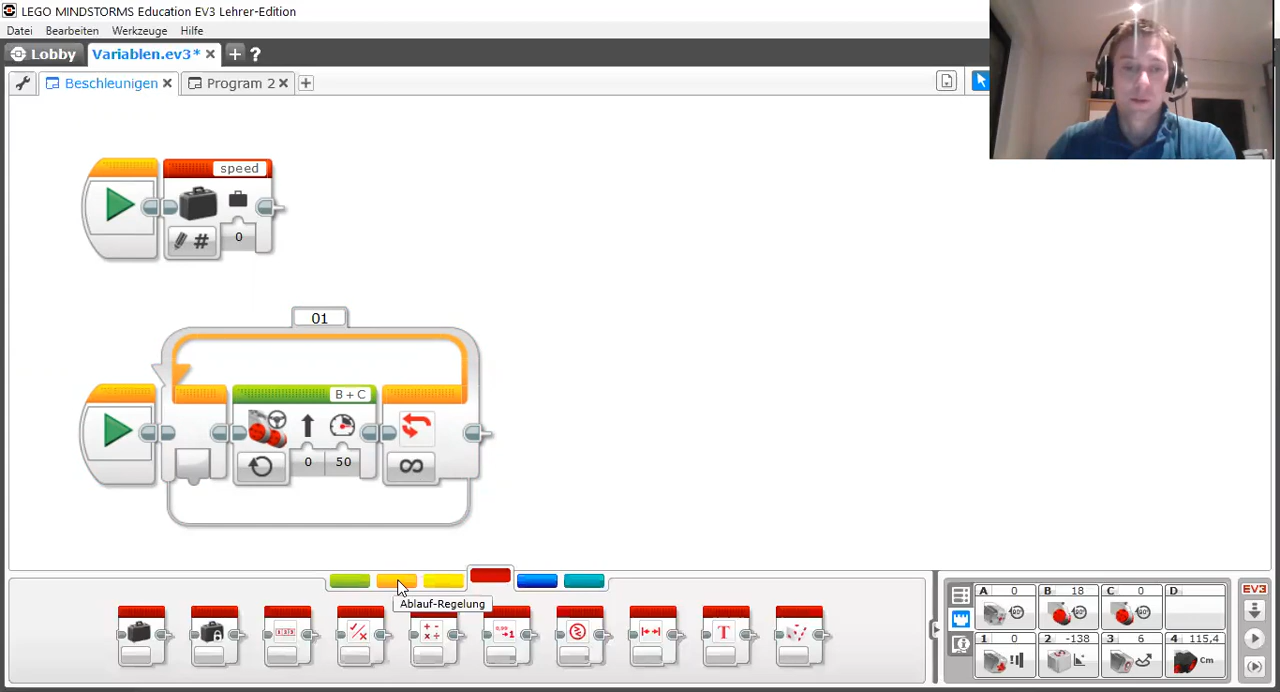 LEGO MINDSTORMS Education EV3 Lehrer-Edition
Datei Bearbeiten Werkzeuge Hilfe
Lobby Variablen.ev3* × + ?
Beschleunigen × Program 2 × +
speed
# 0
01
B + C
0 50 ∞
Ablauf-Regelung
T
A 0 B 18 C 0 D EV3
1 0 2 -138 3 6 4 115,4
Cm